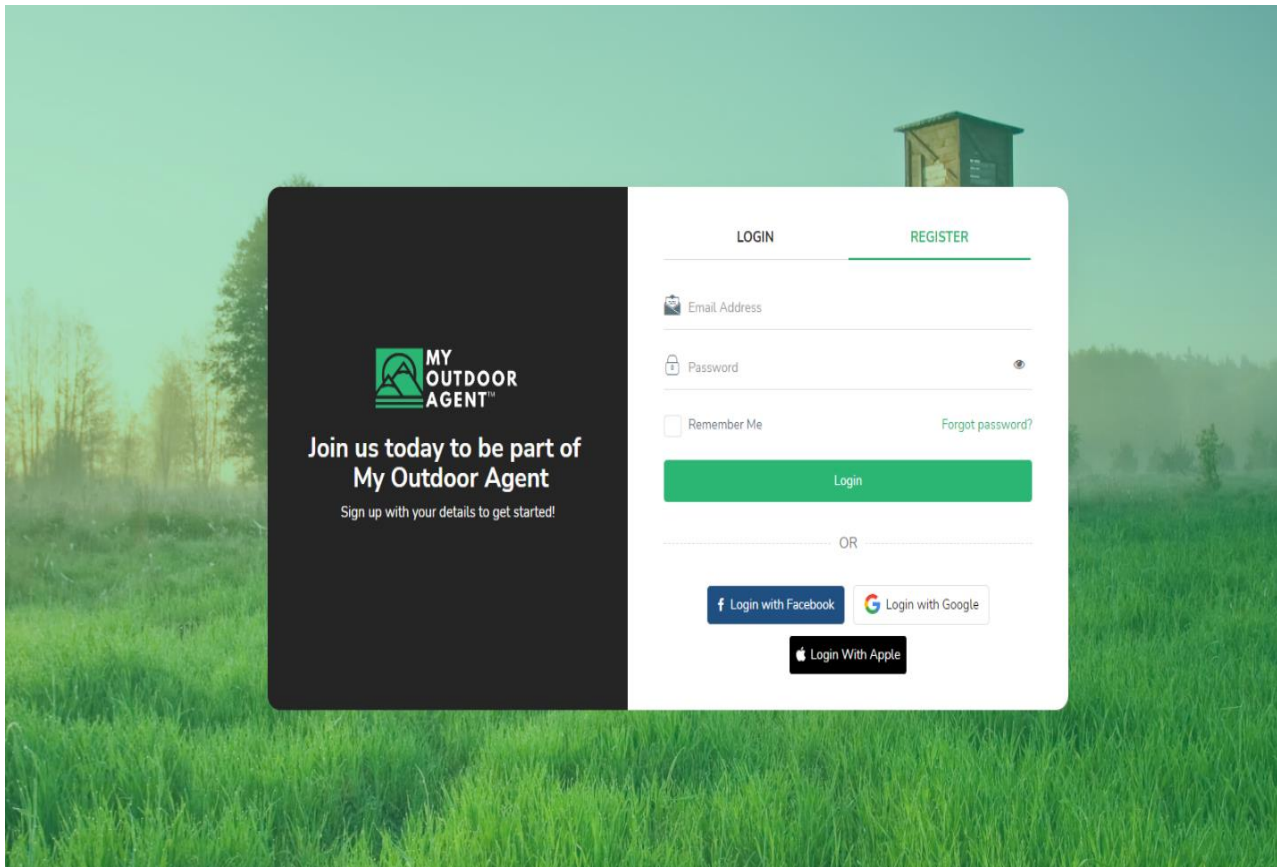 LOGIN
REGISTER
Email Address
Password
Remember Me
Forgot password?
Login
OR
Login with Facebook
Login with Google
Login With Apple
MY
OUTDOOR
AGENT™
Join us today to be part of
My Outdoor Agent
Sign up with your details to get started!